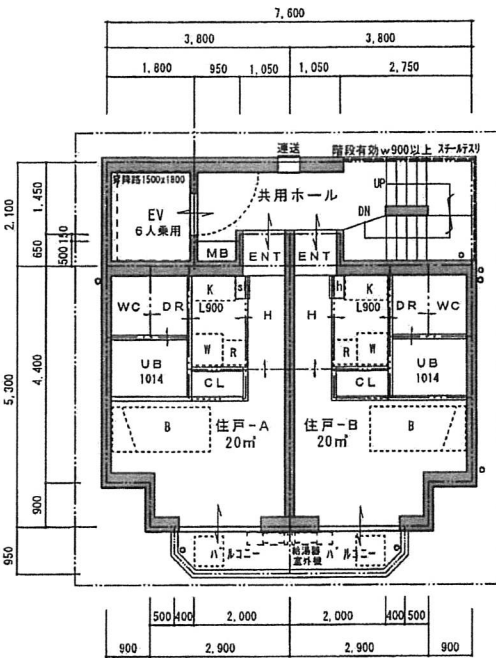 7,600
3,800
3,800
1,800
950
1,050
1,050
2,750
連送
階段有効w900以上
スチールテスリ
昇降路1500x1800
EV
6人乗用
共用ホール
UP
DN
MB
ENT
ENT
WC
DR
K
s
L900
H
H
h
K
L900
DR
WC
UB
1014
W
R
R
W
UB
1014
CL
CL
B
住戸-A
20㎡
住戸-B
20㎡
B
バルコニー
給湯器
室外機
バルコニー
2,100
1,450
650
150
500
5,300
4,400
900
950
500
400
2,000
2,000
400
500
900
2,900
2,900
900